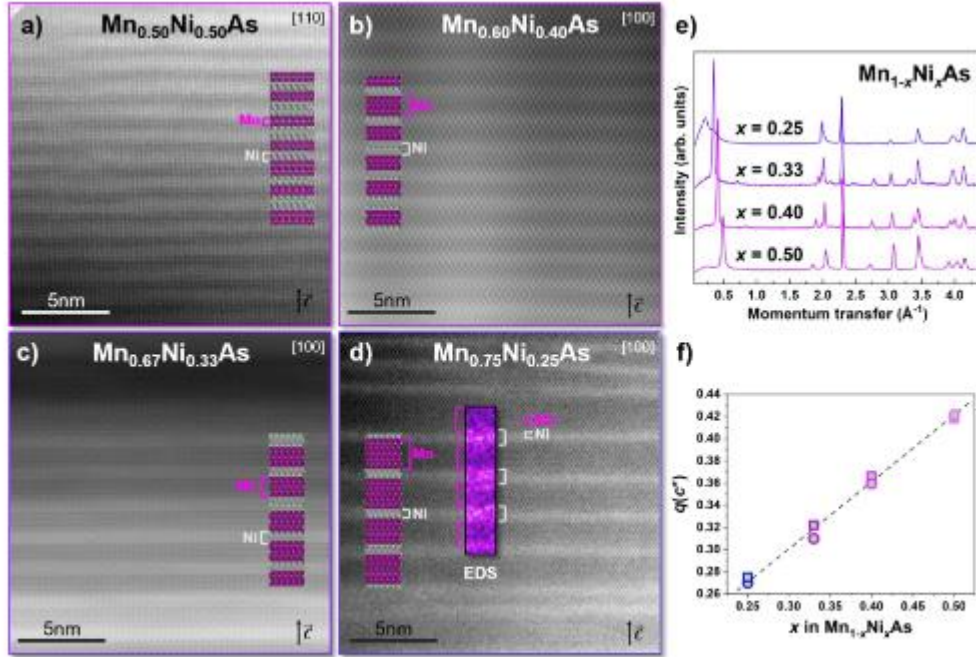 a)
Mn0.50Ni0.50As
[110]
Mn
Ni
5nm
c
b)
Mn0.60Ni0.40As
[100]
Mn
Ni
5nm
c
c)
Mn0.67Ni0.33As
[100]
Ni
5nm
c
d)
Mn0.75Ni0.25As
[100]
Ni
Mn
Ni
EDS
5nm
c
e)
Mn1-xNixAs
x = 0.25
x = 0.33
x = 0.40
x = 0.50
Intensity (arb. units)
0.5 1.0 1.5 2.0 2.5 3.0 3.5 4.0
Momentum transfer (Å-1)
f)
0.44
0.42
0.40
0.38
0.36
0.34
0.32
0.30
0.28
0.26
q(c*)
0.25 0.30 0.35 0.40 0.45 0.50
x in Mn1-xNixAs